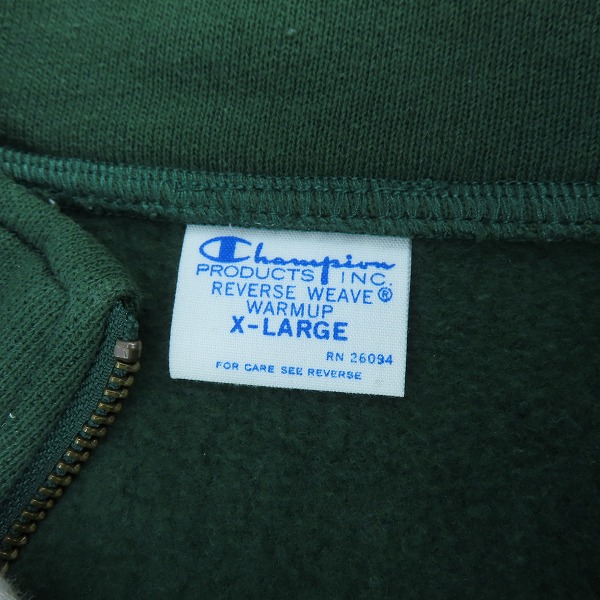 Champion
PRODUCTS INC.
REVERSE WEAVE®
WARMUP
X-LARGE
RN 26094
FOR CARE SEE REVERSE